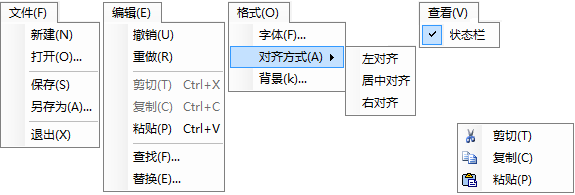 文件(F)
新建(N)
打开(O)...
保存(S)
另存为(A)...
退出(X)
编辑(E)
撤销(U)
重做(R)
剪切(T) Ctrl+X
复制(C) Ctrl+C
粘贴(P) Ctrl+V
查找(F)...
替换(E)...
格式(O)
字体(F)...
对齐方式(A)
背景(k)...
左对齐
居中对齐
右对齐
查看(V)
状态栏
剪切(T)
复制(C)
粘贴(P)